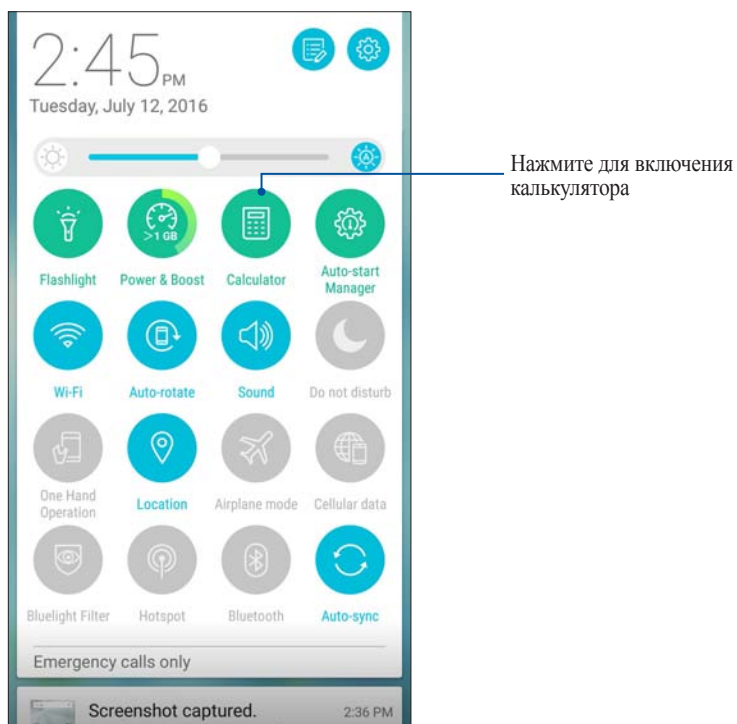 2:45 PM
Tuesday, July 12, 2016
A
Нажмите для включения
калькулятора
>1 GB
Flashlight
Power & Boost
Calculator
Auto-start
Manager
Wi-Fi
Auto-rotate
Sound
Do not disturb
One Hand
Operation
Location
Airplane mode
Cellular data
Bluelight Filter
Hotspot
Bluetooth
Auto-sync
Emergency calls only
Screenshot captured.
2:36 PM